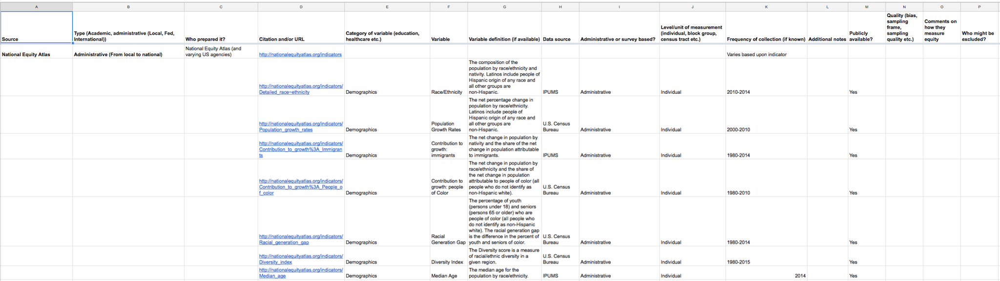 A B C D E F G H I J K L M N O P
Source
Type (Academic, administrative (Local, Fed,
International))
Who prepared it?
Citation and/or URL
Category of variable (education,
healthcare etc.)
Variable
Variable definition (if available)
Data source
Administrative or survey based?
Level/unit of measurement
(individual, block group,
census tract etc.)
Frequency of collection (if known)
Additional notes
Publicly
available?
Quality (bias,
sampling
frame,
sampling
quality etc.)
Comments on
how they
measure
equity
Who might be
excluded?
National Equity Atlas
Administrative (From local to national)
National Equity Atlas (and
varying US agencies)
http://nationalequityatlas.org/indicators
Varies based upon indicator
http://nationalequityatlas.org/indicators/
Detailed_race~ethnicity
Demographics
Race/Ethnicity
The composition of the
population by race/ethnicity and
nativity. Latinos include people of
Hispanic origin of any race and
all other groups are
non-Hispanic.
IPUMS
Administrative
Individual
2010-2014
Yes
http://nationalequityatlas.org/indicators/
Population_growth_rates
Demographics
Population
Growth Rates
The net percentage change in
population by race/ethnicity.
Latinos include people of
Hispanic origin of any race and
all other groups are
non-Hispanic.
U.S. Census
Bureau
Administrative
Individual
2000-2010
Yes
http://nationalequityatlas.org/indicators/
Contribution_to_growth%3A_Immigran
ts
Demographics
Contribution to
growth:
immigrants
The net change in population by
nativity and the share of the net
change in population attributable
to immigrants.
IPUMS
Administrative
Individual
1980-2014
Yes
http://nationalequityatlas.org/indicators/
Contribution_to_growth%3A_People_o
f_color
Demographics
Contribution to
growth: people
of Color
The net change in population by
race/ethnicity and the share of
the net change in population
attributable to people of color (all
people who do not identify as
non-Hispanic white).
U.S. Census
Bureau
Administrative
Individual
1980-2010
Yes
http://nationalequityatlas.org/indicators/
Racial_generation_gap
Demographics
Racial
Generation Gap
The percentage of youth
(persons under 18) and seniors
(persons 65 or older) who are
people of color (all people who
do not identify as non-Hispanic
white). The racial generation gap
is the difference in the percent of
youth and seniors of color.
U.S. Census
Bureau
Administrative
Individual
1980-2014
Yes
http://nationalequityatlas.org/indicators/
Diversity_index
Demographics
Diversity Index
The Diversity score is a measure
of racial/ethnic diversity in a
given region.
U.S. Census
Bureau
Administrative
Individual
1980-2015
Yes
http://nationalequityatlas.org/indicators/
Median_age
Demographics
Median Age
The median age for the
population by race/ethnicity.
IPUMS
Administrative
Individual
2014
Yes